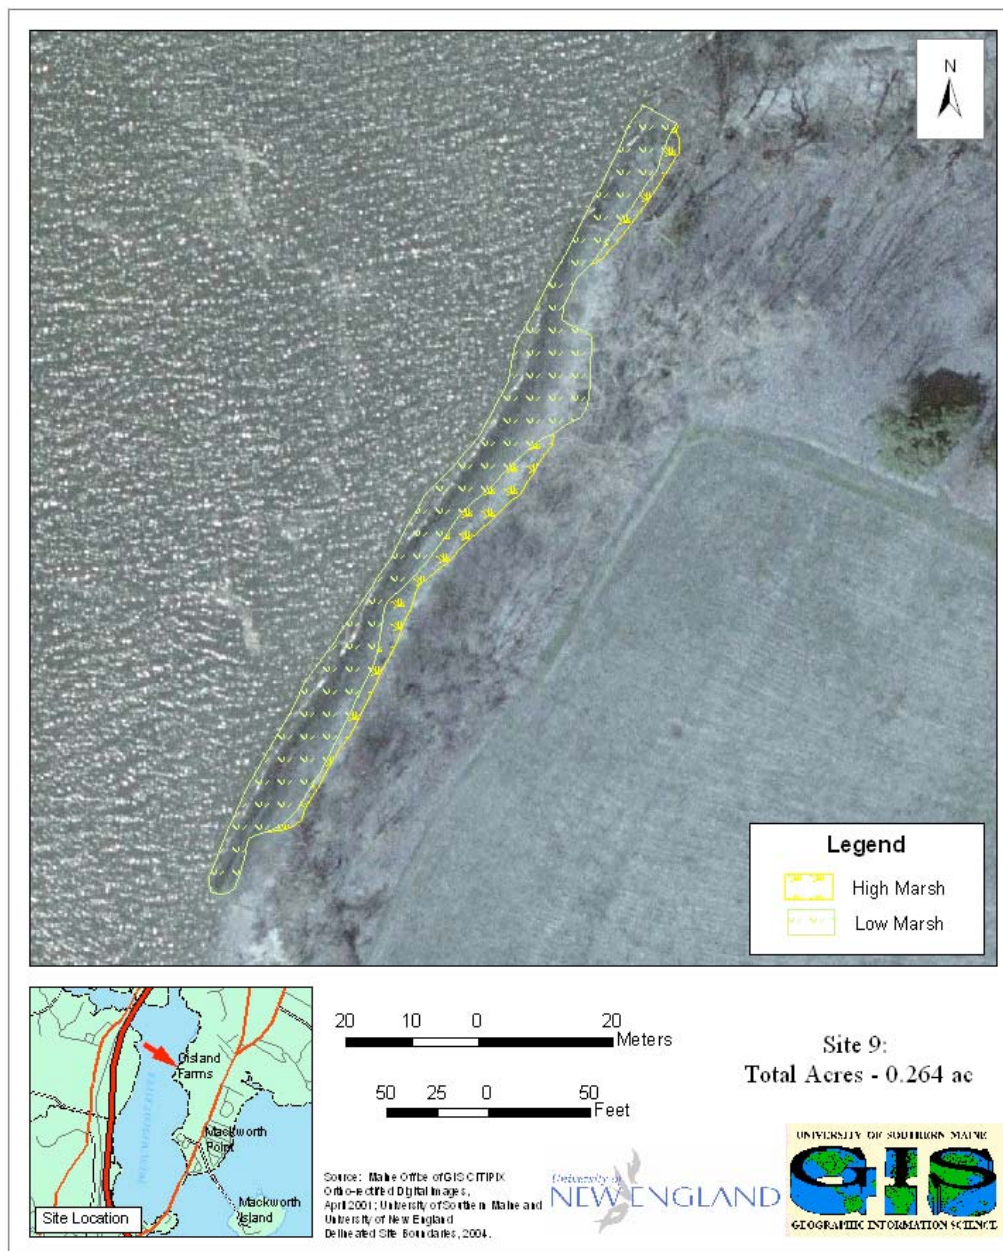 N
Legend
High Marsh
Low Marsh
Gisland
Farms
Mackworth
Point
Mackworth
Island
Site Location
20 10 0 20
Meters
50 25 0 50
Feet
Site 9:
Total Acres - 0.264 ac
Source: Maine Office of GIS CITIPIX
Ortho-rectified Digital Images,
April 2001; University of Southern Maine and
University of New England
Delineated Site Boundaries, 2004.
University of
NEW ENGLAND
UNIVERSITY OF SOUTHERN MAINE
GIS
GEOGRAPHIC INFORMATION SCIENCE